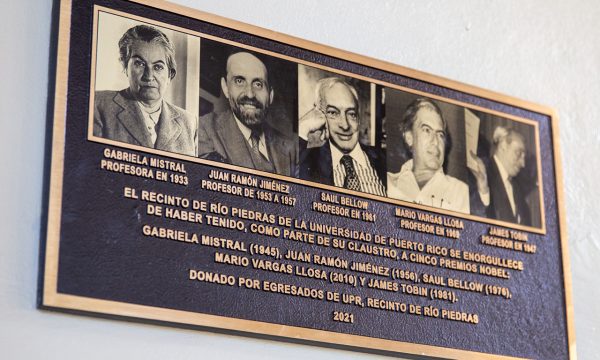 GABRIELA MISTRAL
PROFESORA EN 1933
JUAN RAMÓN JIMÉNEZ
PROFESOR DE 1953 A 1957
SAUL BELLOW
PROFESOR EN 1961
MARIO VARGAS LLOSA
PROFESOR EN
JAMES TOBIN
PROFESOR EN 1947
EL RECINTO DE RÍO PIEDRAS DE LA UNIVERSIDAD DE PUERTO RICO SE ENORGULLECE
DE HABER TENIDO, COMO PARTE DE SU CLAUSTRO, A CINCO PREMIOS NOBEL:
GABRIELA MISTRAL (1945), JUAN RAMÓN JIMÉNEZ (1956), SAUL BELLOW (1976),
MARIO VARGAS LLOSA (2010) Y JAMES TOBIN (1981).
DONADO POR EGRESADOS DE UPR, RECINTO DE RÍO PIEDRAS
2021